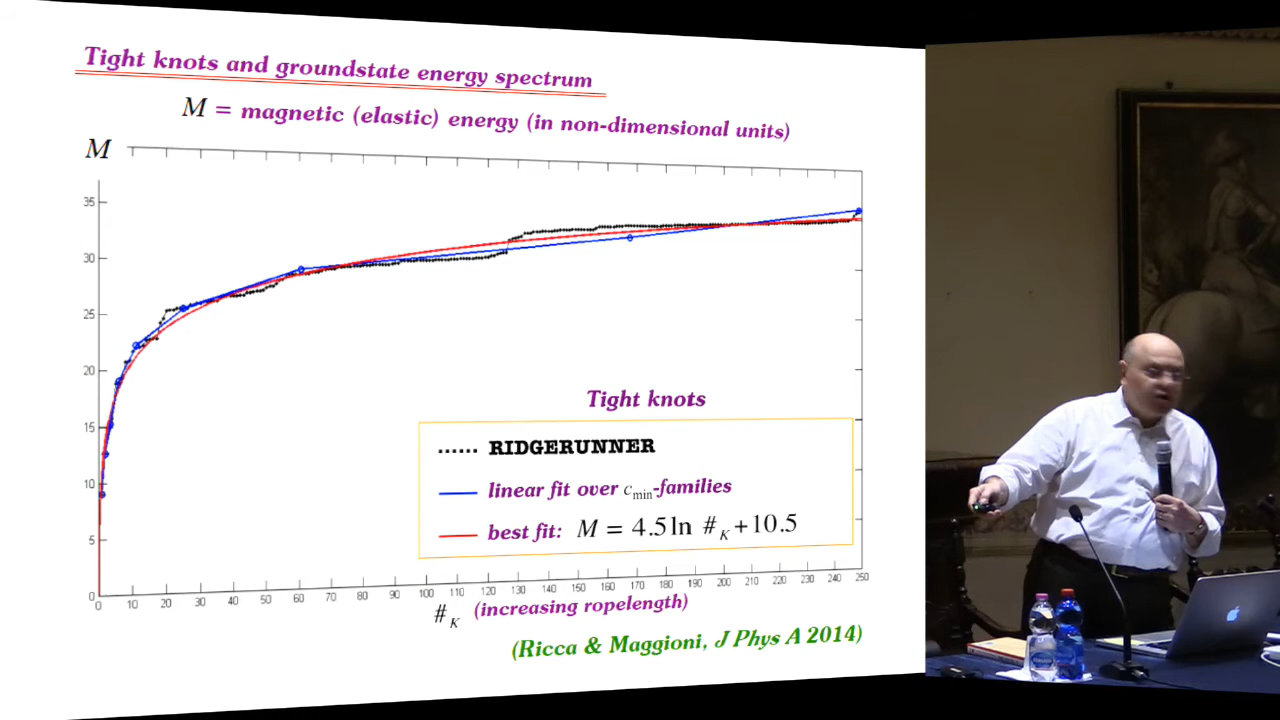 Tight knots and groundstate energy spectrum
M = magnetic (elastic) energy (in non-dimensional units)
M
35
30
25
20
15
10
5
0
0 10 20 30 40 50 60 70 80 90 100 110 120 130 140 150 160 170 180 190 200 210 220 230 240 250
#K (increasing ropelength)
Tight knots
...... RIDGERUNNER
linear fit over cmin-families
best fit: M = 4.5 ln #K + 10.5
(Ricca & Maggioni, J Phys A 2014)